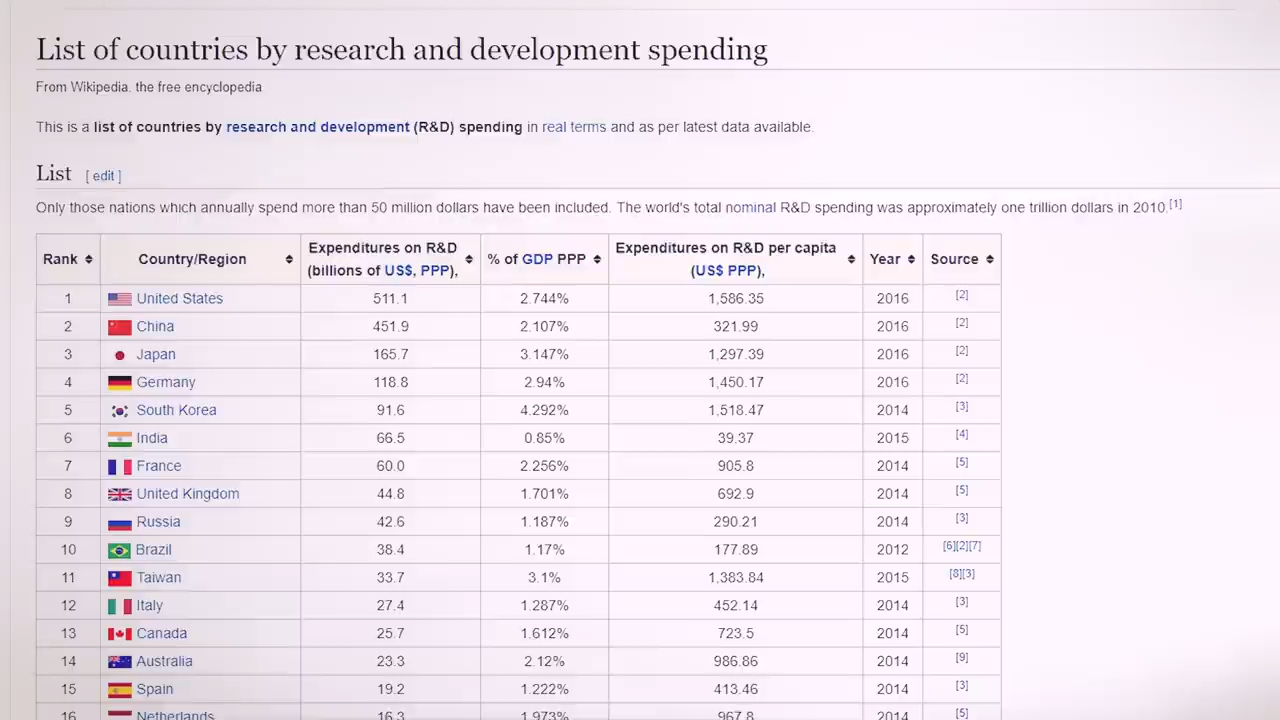 List of countries by research and development spending
From Wikipedia, the free encyclopedia
This is a list of countries by research and development (R&D) spending in real terms and as per latest data available.
List [ edit ]
Only those nations which annually spend more than 50 million dollars have been included. The world's total nominal R&D spending was approximately one trillion dollars in 2010.[1]
Rank Country/Region Expenditures on R&D (billions of US$, PPP), % of GDP PPP Expenditures on R&D per capita (US$ PPP), Year Source
1 United States 511.1 2.744% 1,586.35 2016 [2]
2 China 451.9 2.107% 321.99 2016 [2]
3 Japan 165.7 3.147% 1,297.39 2016 [2]
4 Germany 118.8 2.94% 1,450.17 2016 [2]
5 South Korea 91.6 4.292% 1,518.47 2014 [3]
6 India 66.5 0.85% 39.37 2015 [4]
7 France 60.0 2.256% 905.8 2014 [5]
8 United Kingdom 44.8 1.701% 692.9 2014 [5]
9 Russia 42.6 1.187% 290.21 2014 [3]
10 Brazil 38.4 1.17% 177.89 2012 [6][2][7]
11 Taiwan 33.7 3.1% 1,383.84 2015 [8][3]
12 Italy 27.4 1.287% 452.14 2014 [3]
13 Canada 25.7 1.612% 723.5 2014 [5]
14 Australia 23.3 2.12% 986.86 2014 [9]
15 Spain 19.2 1.222% 413.46 2014 [3]
16 Netherlands 16.3 1.973% 967.8 2014 [5]